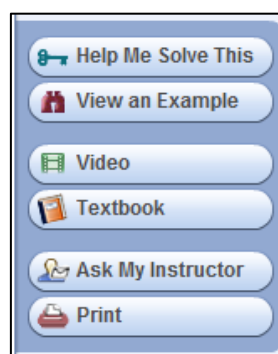 Help Me Solve This
View an Example
Video
Textbook
Ask My Instructor
Print